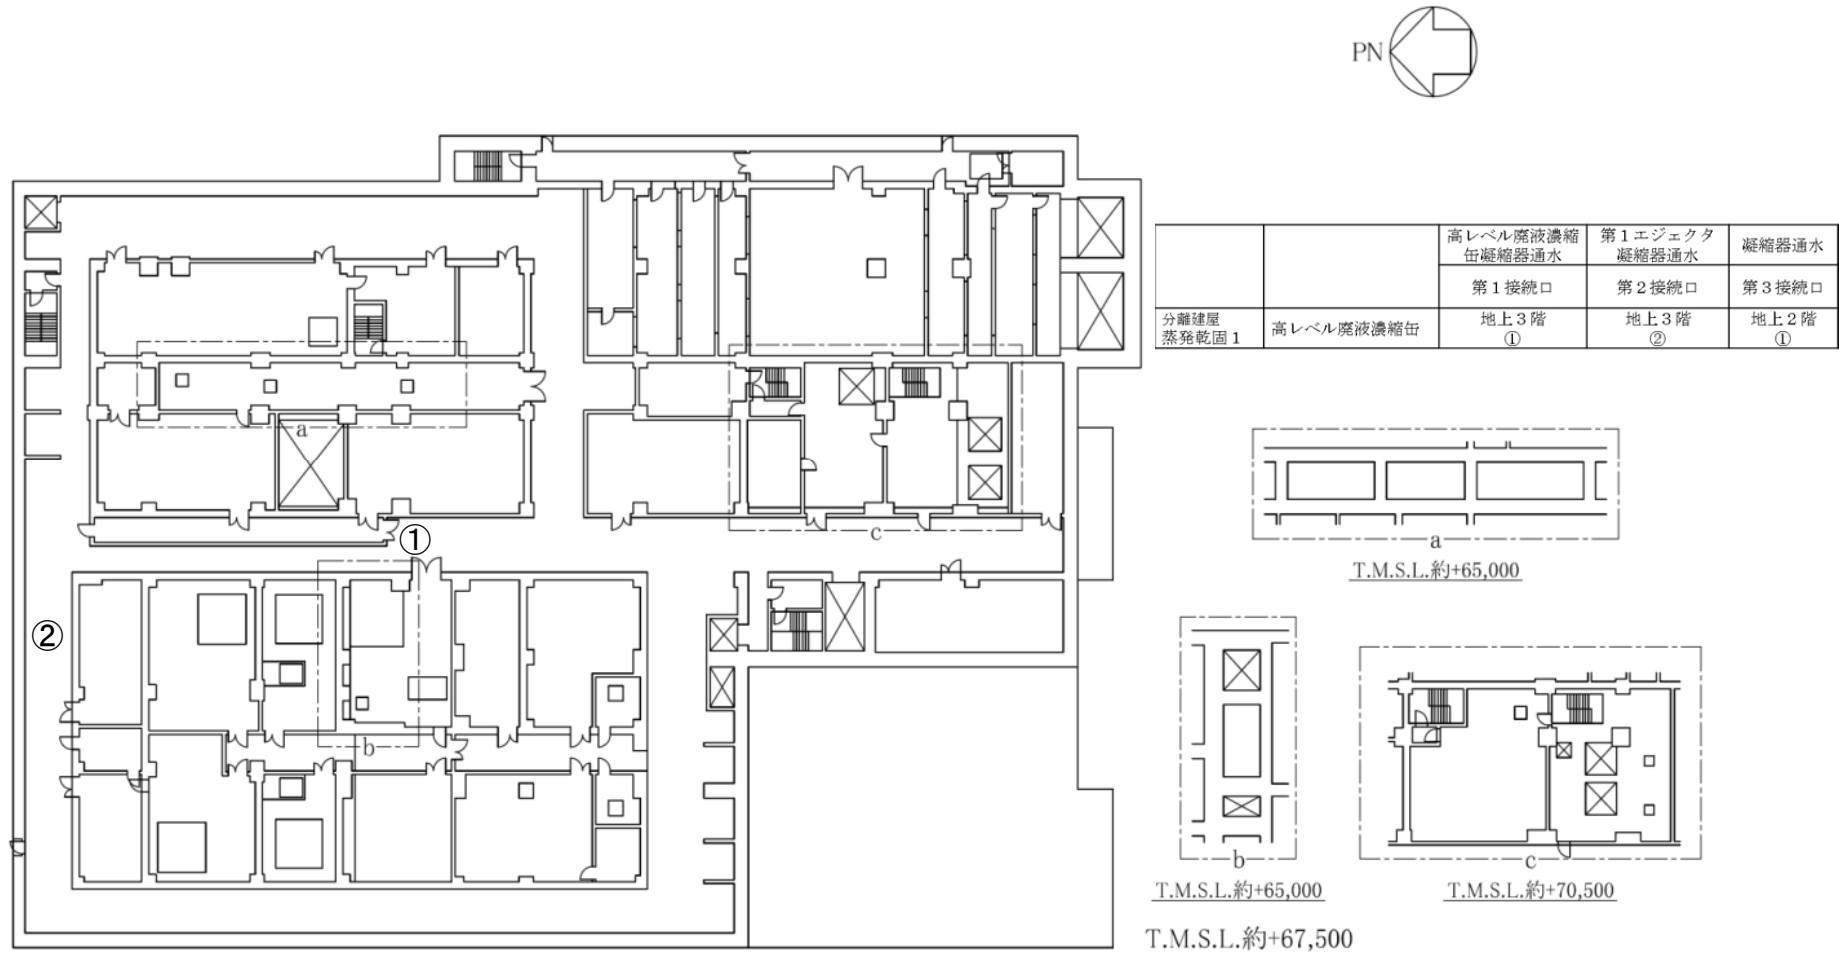 PN
高レベル廃液濃縮
缶凝縮器通水
第１エジェクタ
凝縮器通水
凝縮器通水
第１接続口
第２接続口
第３接続口
分離建屋
蒸発乾固１
高レベル廃液濃縮缶
地上３階
①
地上３階
②
地上２階
①
a
c
①
②
b
a
T.M.S.L.約+65,000
b
T.M.S.L.約+65,000
c
T.M.S.L.約+70,500
T.M.S.L.約+67,500